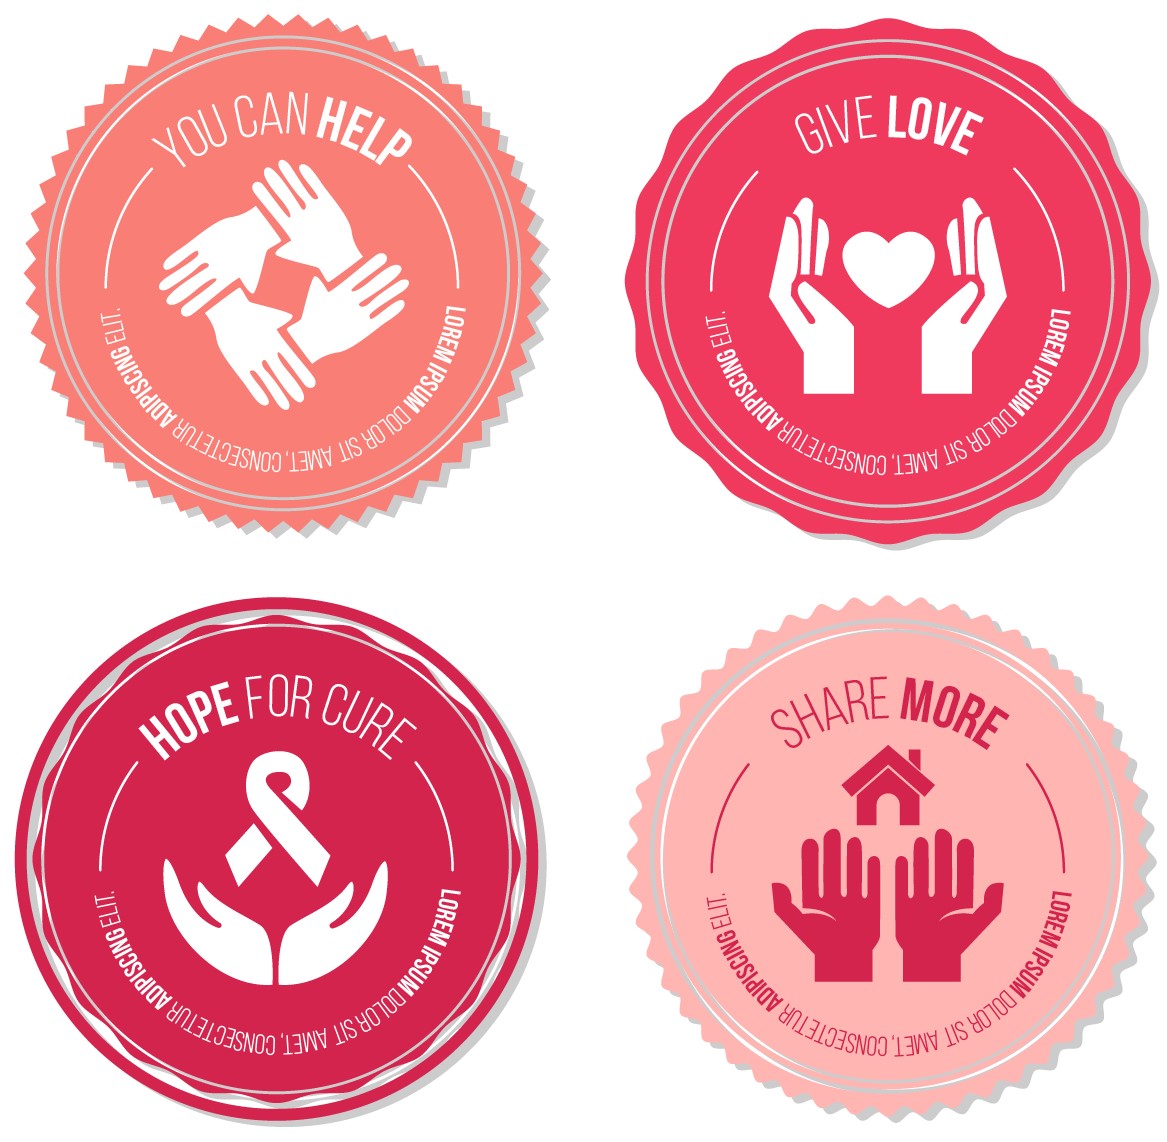 YOU CAN HELP
LOREM IPSUM DOLOR SIT AMET, CONSECTETUR ADIPISCING ELIT.
GIVE LOVE
LOREM IPSUM DOLOR SIT AMET, CONSECTETUR ADIPISCING ELIT.
HOPE FOR CURE
LOREM IPSUM DOLOR SIT AMET, CONSECTETUR ADIPISCING ELIT.
SHARE MORE
LOREM IPSUM DOLOR SIT AMET, CONSECTETUR ADIPISCING ELIT.